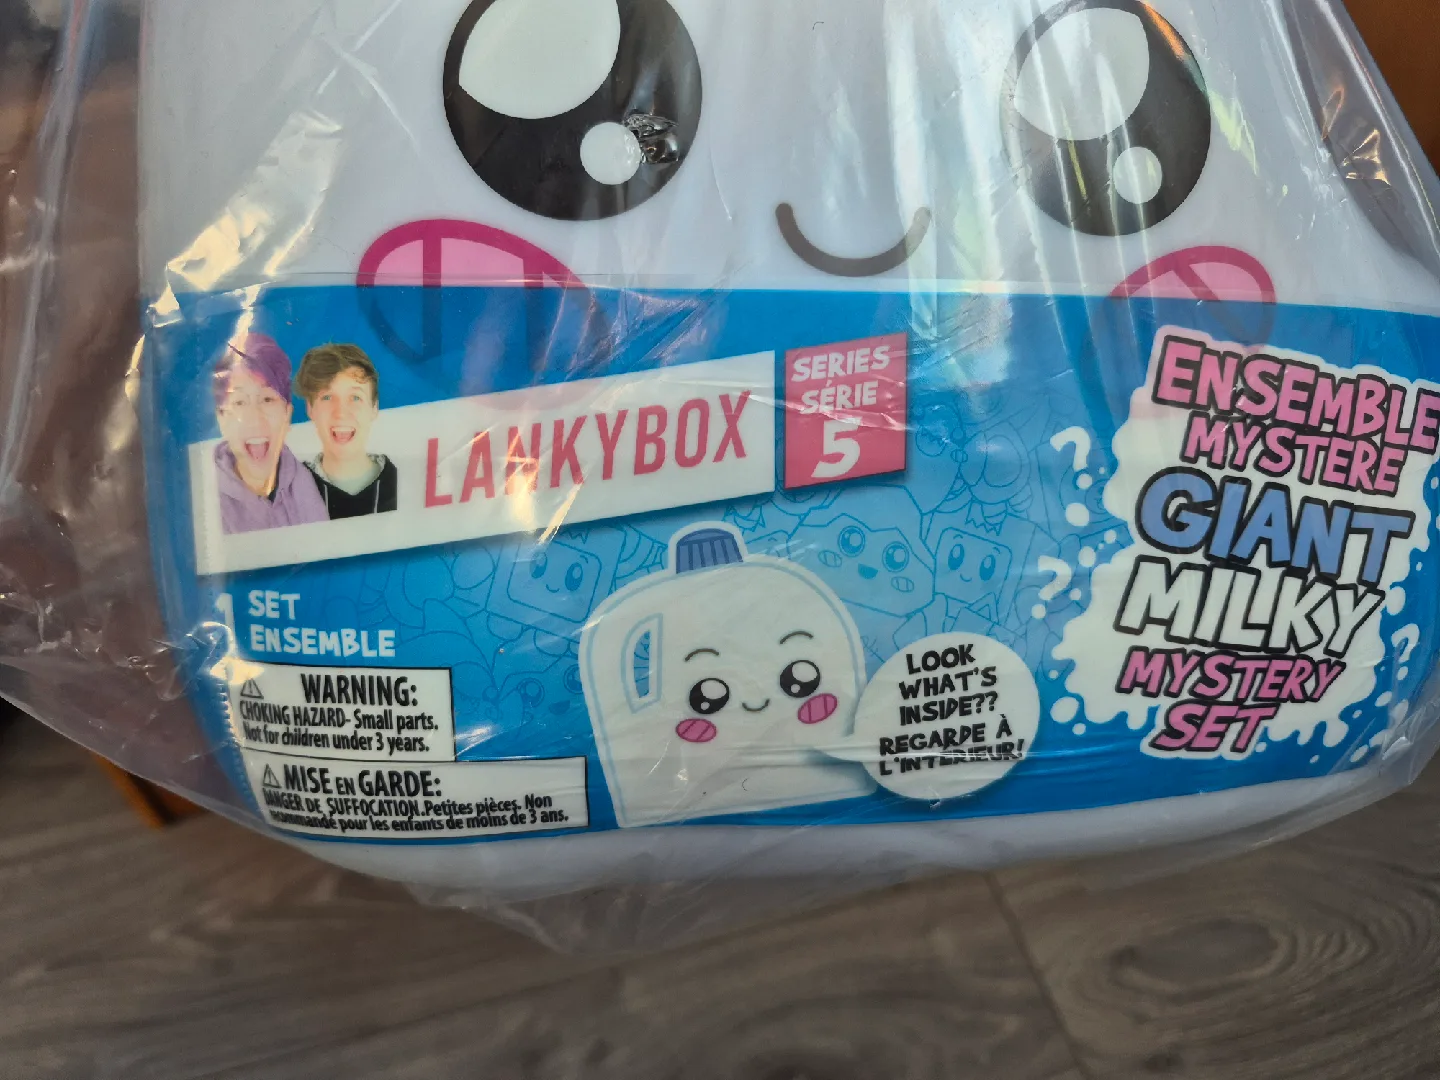 LANKYBOX
SERIES
SÉRIE
5
ENSEMBLE
MYSTERE
GIANT
MILKY
MYSTERY
SET
1 SET
ENSEMBLE
WARNING:
CHOKING HAZARD- Small parts.
Not for children under 3 years.
MISE EN GARDE:
DANGER DE SUFFOCATION.Petites pièces. Non
recommandé pour les enfants de moins de 3 ans.
LOOK
WHAT'S
INSIDE??
REGARDE À
L'INTERIEUR!
? ? ? ?